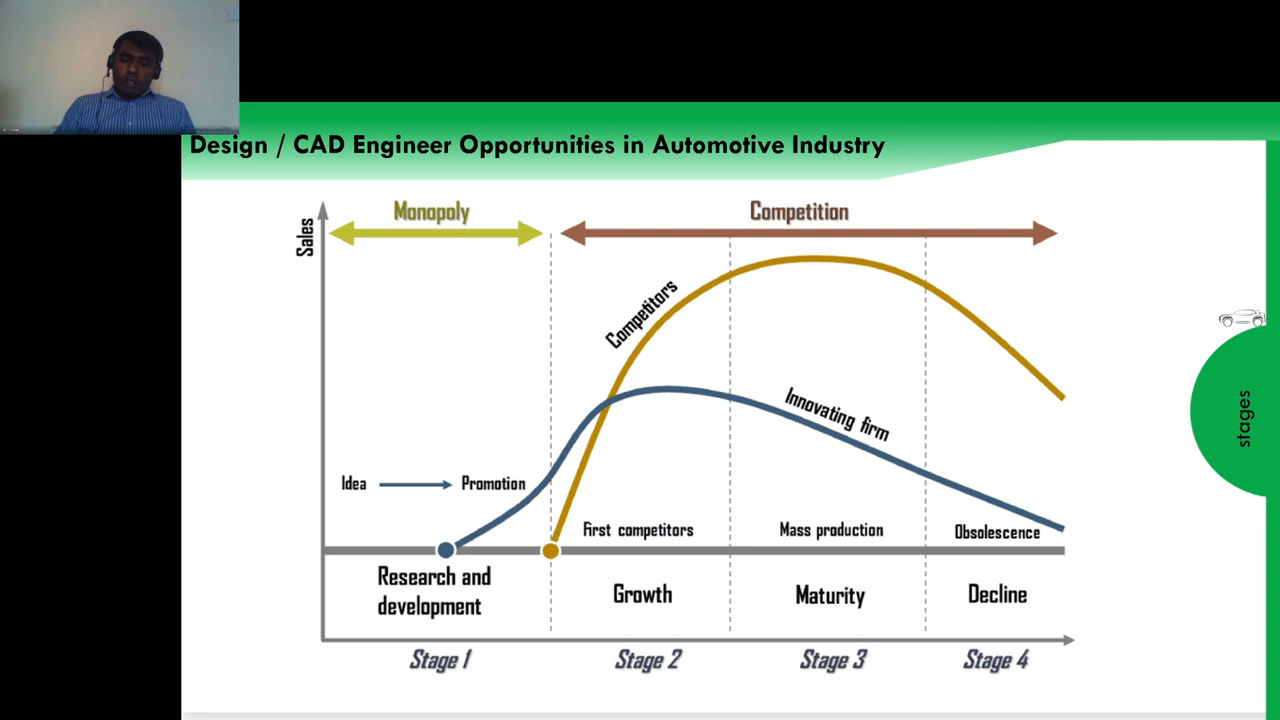 Design / CAD Engineer Opportunities in Automotive Industry
Monopoly
Competition
Sales
Competitors
Innovating firm
Idea
Promotion
First competitors
Mass production
Obsolescence
Research and
development
Growth
Maturity
Decline
Stage 1
Stage 2
Stage 3
Stage 4
stages